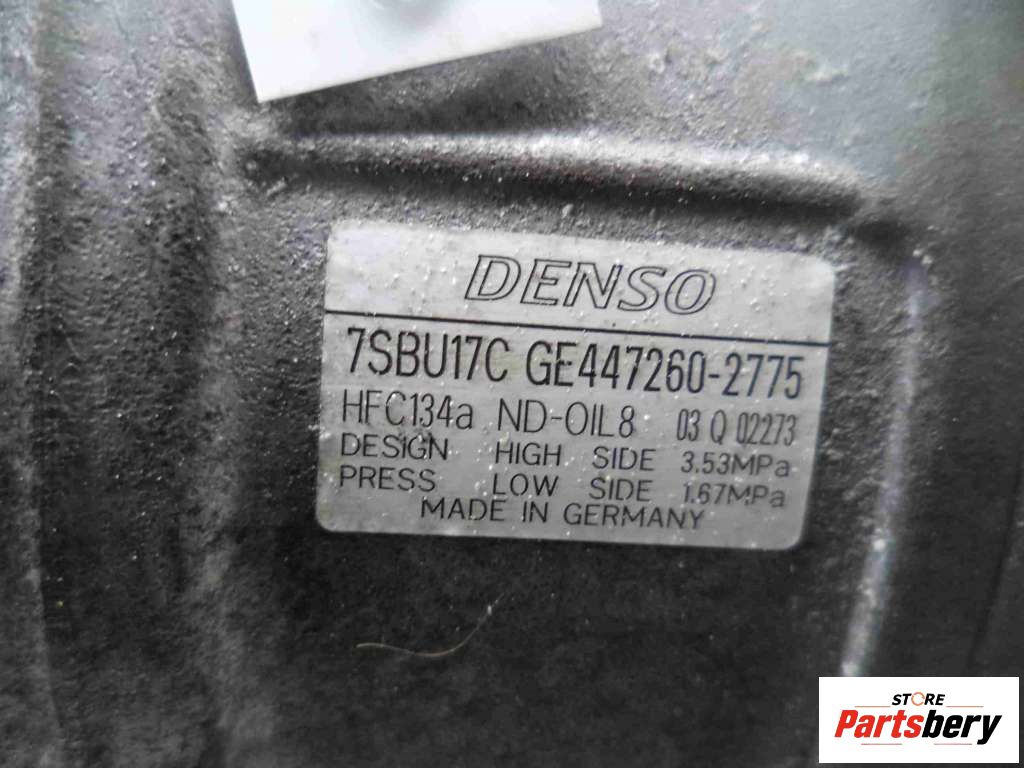 DENSO
7SBU17C GE447260-2775
HFC134a ND-OIL8 03 Q 02273
DESIGN HIGH SIDE 3.53MPa
PRESS LOW SIDE 1.67MPa
MADE IN GERMANY
STORE
Partsbery